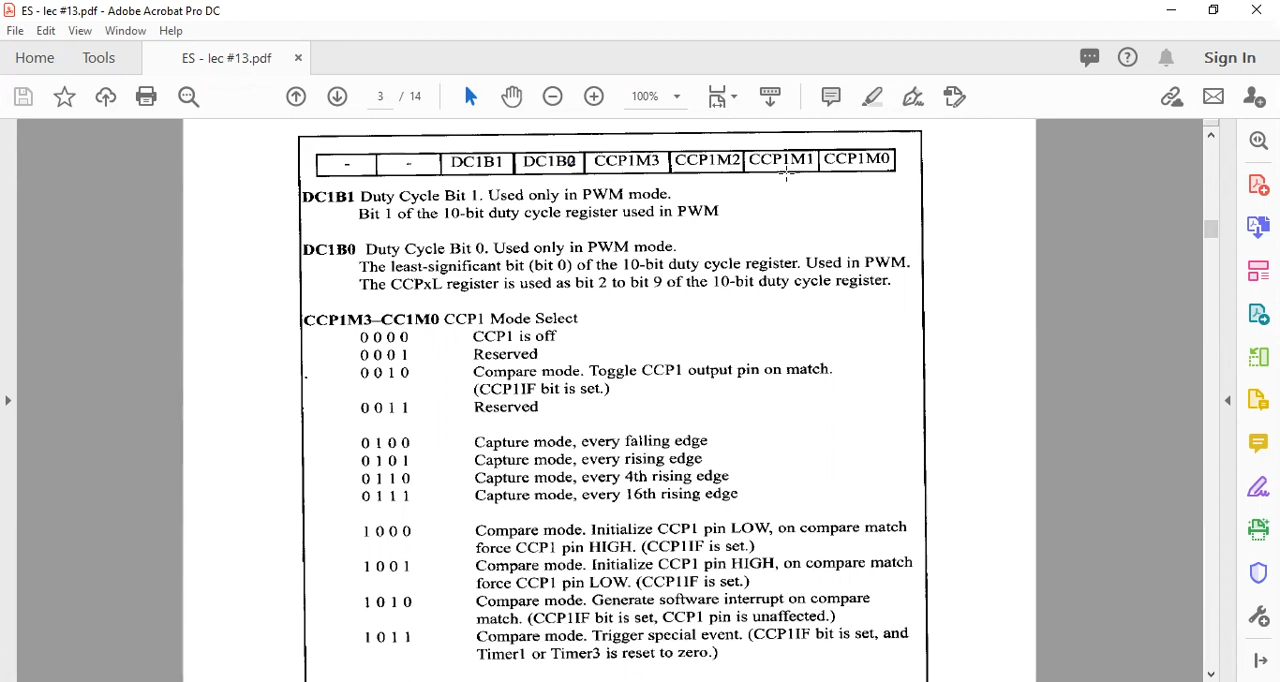 ES - lec #13.pdf - Adobe Acrobat Pro DC
File Edit View Window Help
Home Tools ES - lec #13.pdf × Sign In
3 / 14 100%
- - DC1B1 DC1B0 CCP1M3 CCP1M2 CCP1M1 CCP1M0
DC1B1 Duty Cycle Bit 1. Used only in PWM mode.
Bit 1 of the 10-bit duty cycle register used in PWM
DC1B0 Duty Cycle Bit 0. Used only in PWM mode.
The least-significant bit (bit 0) of the 10-bit duty cycle register. Used in PWM.
The CCPxL register is used as bit 2 to bit 9 of the 10-bit duty cycle register.
CCP1M3–CC1M0 CCP1 Mode Select
0 0 0 0 CCP1 is off
0 0 0 1 Reserved
0 0 1 0 Compare mode. Toggle CCP1 output pin on match.
(CCP1IF bit is set.)
0 0 1 1 Reserved
0 1 0 0 Capture mode, every falling edge
0 1 0 1 Capture mode, every rising edge
0 1 1 0 Capture mode, every 4th rising edge
0 1 1 1 Capture mode, every 16th rising edge
1 0 0 0 Compare mode. Initialize CCP1 pin LOW, on compare match
force CCP1 pin HIGH. (CCP1IF is set.)
1 0 0 1 Compare mode. Initialize CCP1 pin HIGH, on compare match
force CCP1 pin LOW. (CCP1IF is set.)
1 0 1 0 Compare mode. Generate software interrupt on compare
match. (CCP1IF bit is set, CCP1 pin is unaffected.)
1 0 1 1 Compare mode. Trigger special event. (CCP1IF bit is set, and
Timer1 or Timer3 is reset to zero.)